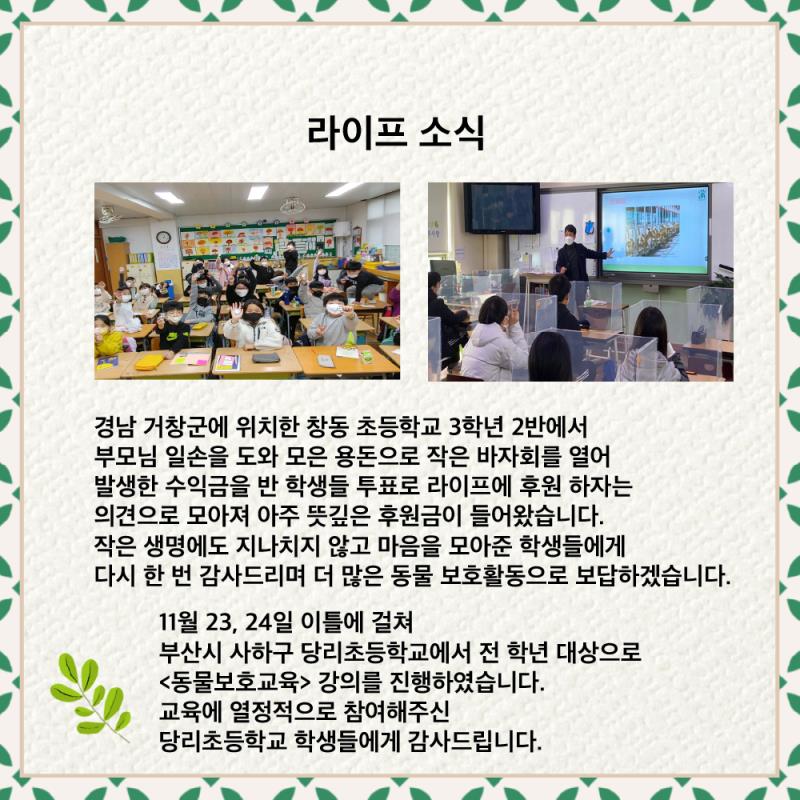 라이프 소식
경남 거창군에 위치한 창동 초등학교 3학년 2반에서
부모님 일손을 도와 모은 용돈으로 작은 바자회를 열어
발생한 수익금을 반 학생들 투표로 라이프에 후원 하자는
의견으로 모아져 아주 뜻깊은 후원금이 들어왔습니다.
작은 생명에도 지나치지 않고 마음을 모아준 학생들에게
다시 한 번 감사드리며 더 많은 동물 보호활동으로 보답하겠습니다.
11월 23, 24일 이틀에 걸쳐
부산시 사하구 당리초등학교에서 전 학년 대상으로
<동물보호교육> 강의를 진행하였습니다.
교육에 열정적으로 참여해주신
당리초등학교 학생들에게 감사드립니다.